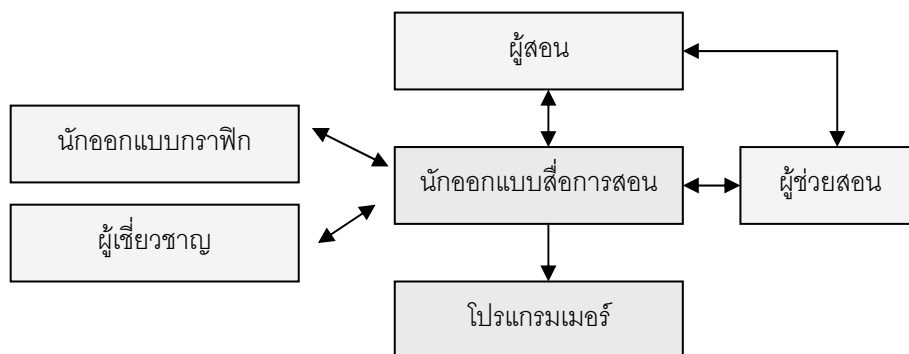 ผู้สอน
นักออกแบบกราฟิก
นักออกแบบสื่อการสอน
ผู้ช่วยสอน
ผู้เชี่ยวชาญ
โปรแกรมเมอร์